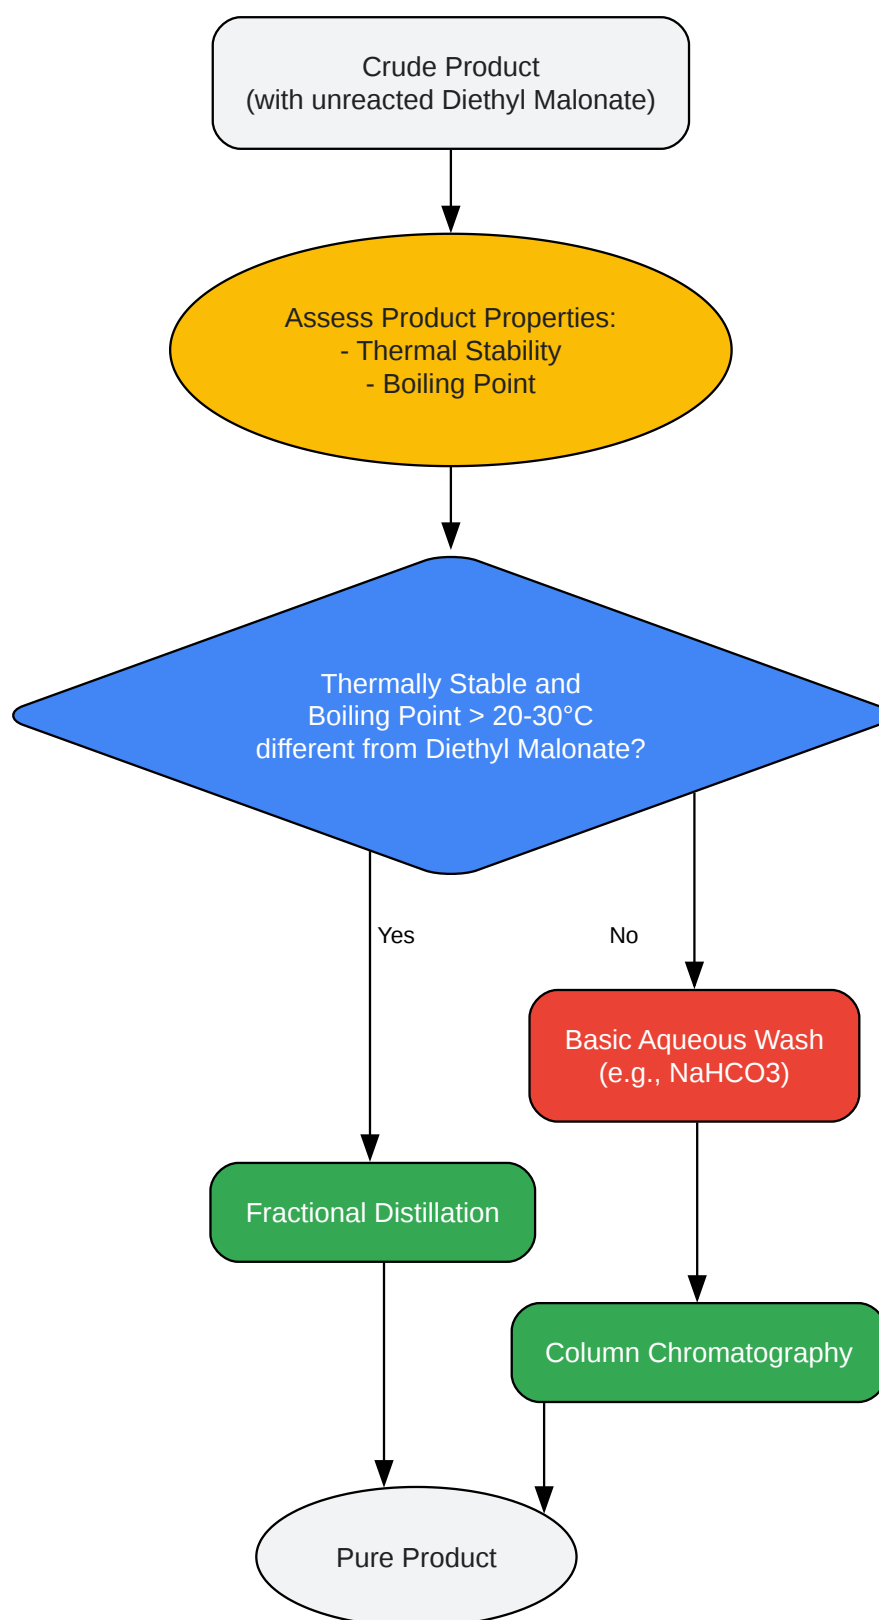 Crude Product
(with unreacted Diethyl Malonate)
Assess Product Properties:
- Thermal Stability
- Boiling Point
Thermally Stable and
Boiling Point > 20-30°C
different from Diethyl Malonate?
Yes
No
Basic Aqueous Wash
(e.g., NaHCO3)
Fractional Distillation
Column Chromatography
Pure Product